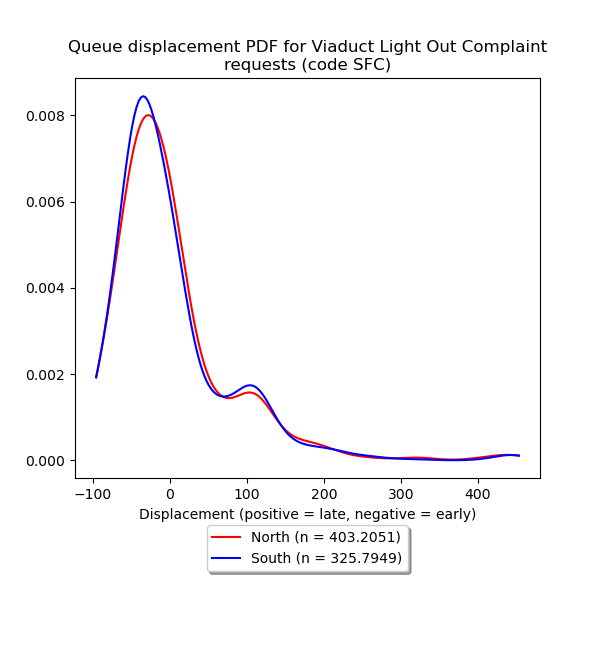 Queue displacement PDF for Viaduct Light Out Complaint
requests (code SFC)
0.008
0.006
0.004
0.002
0.000
−100 0 100 200 300 400
Displacement (positive = late, negative = early)
North (n = 403.2051)
South (n = 325.7949)